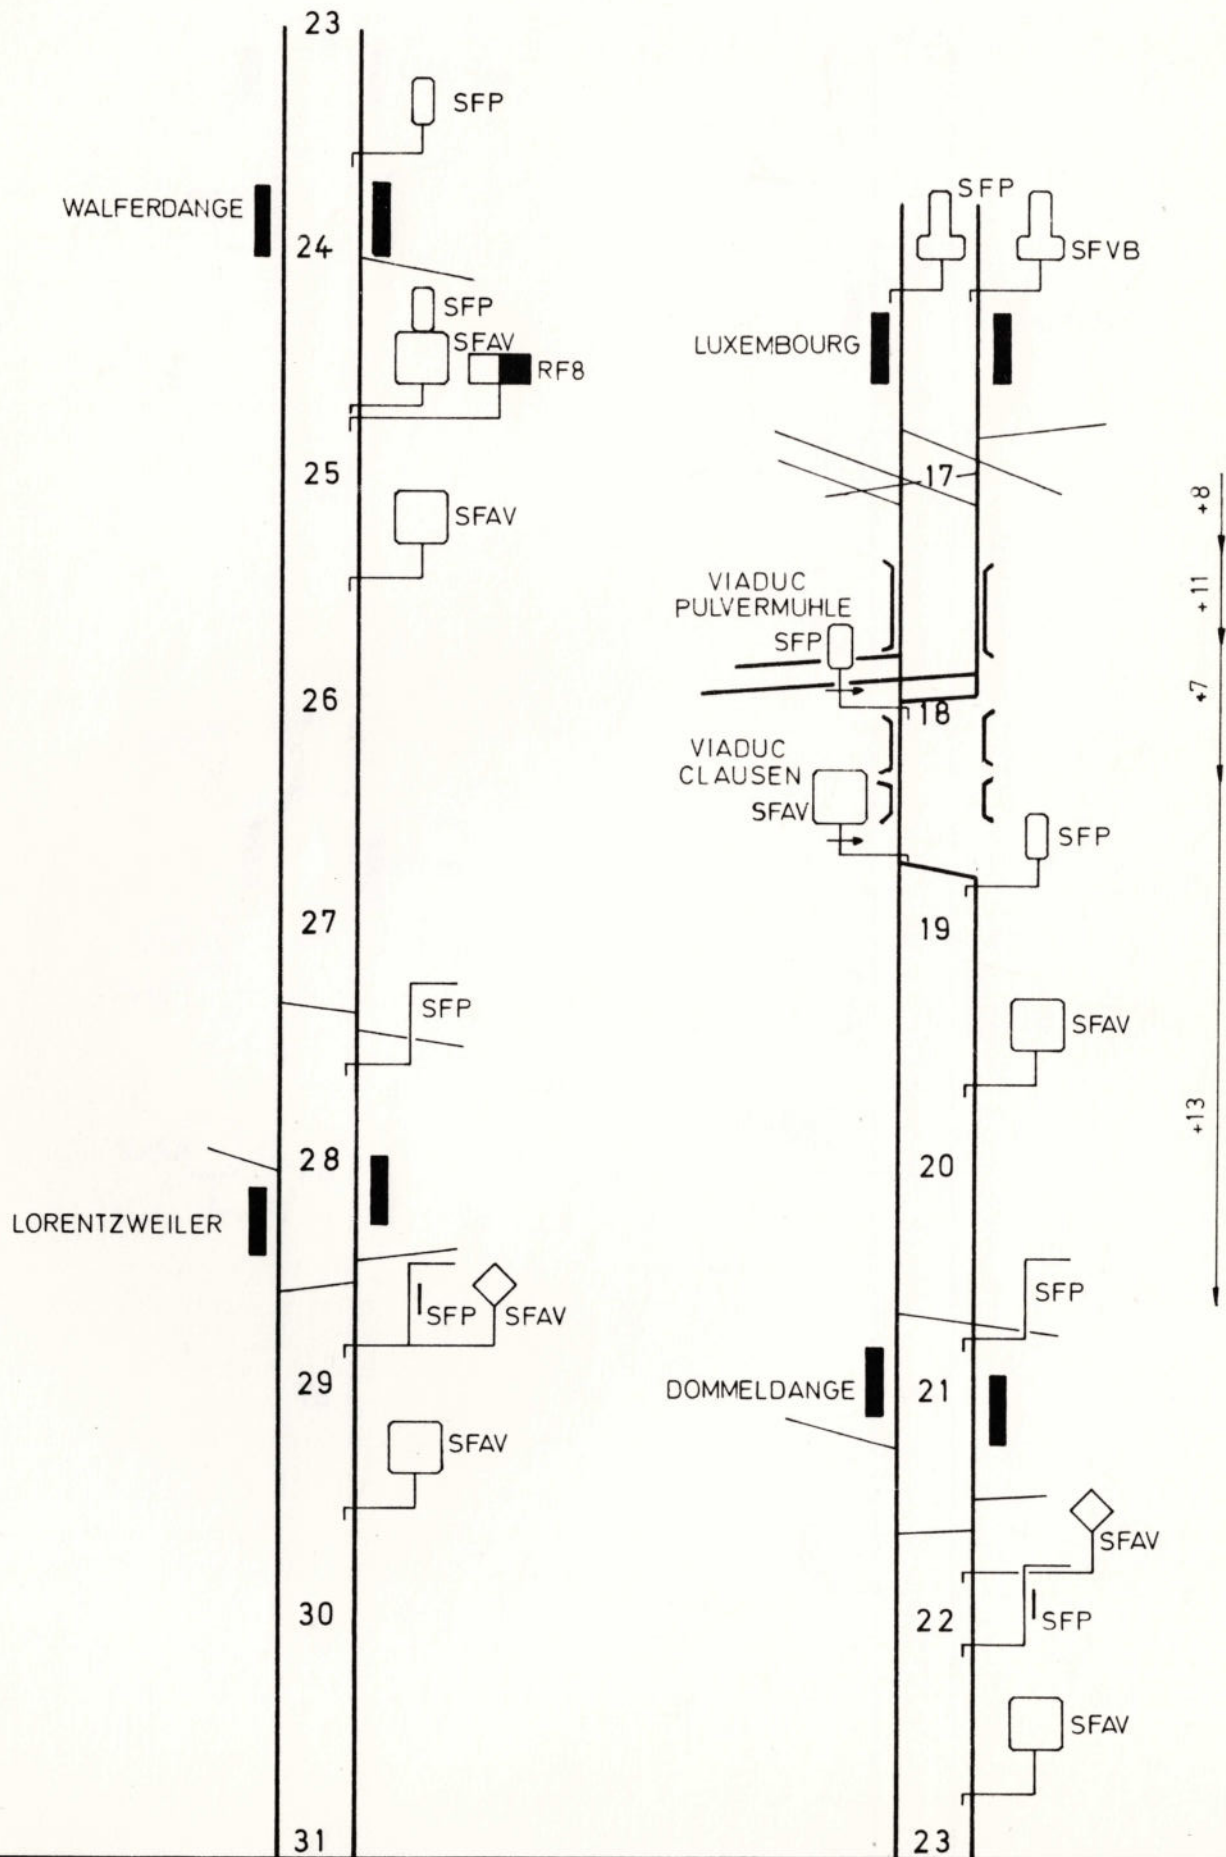 23
SFP
WALFERDANGE
24
SFP
SFAV
RF8
25
SFAV
26
27
SFP
28
LORENTZWEILER
SFP
SFAV
29
SFAV
30
31
SFP
SFVB
LUXEMBOURG
17
+8
VIADUC
PULVERMUHLE
+11
SFP
+7
18
VIADUC
CLAUSEN
SFAV
SFP
19
SFAV
+13
20
SFP
DOMMELDANGE
21
SFAV
22
SFP
SFAV
23